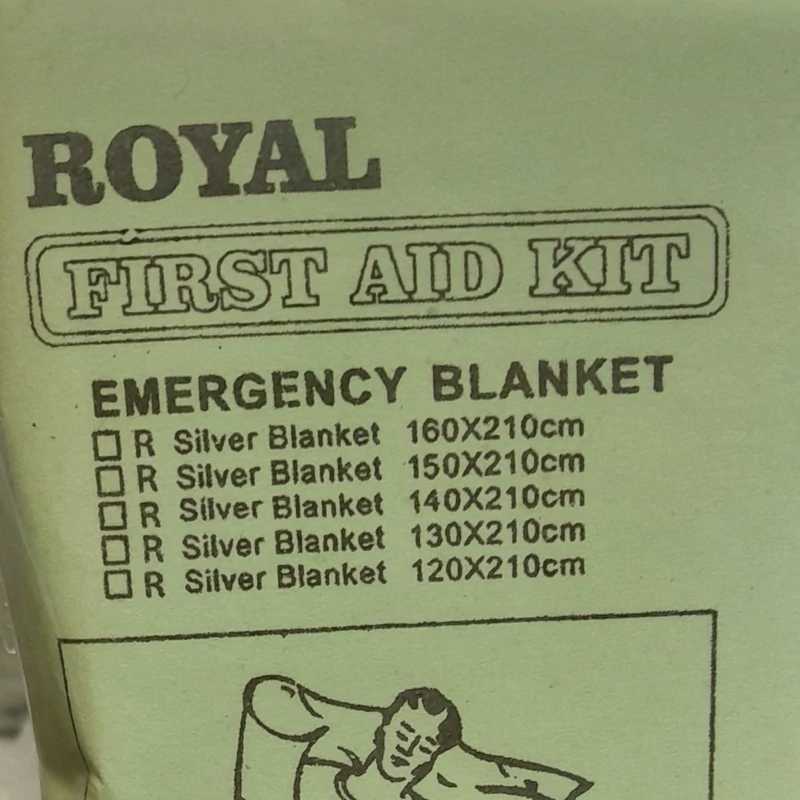 ROYAL
FIRST AID KIT
EMERGENCY BLANKET
☐ R Silver Blanket 160X210cm
☐ R Silver Blanket 150X210cm
☐ R Silver Blanket 140X210cm
☐ R Silver Blanket 130X210cm
☐ R Silver Blanket 120X210cm